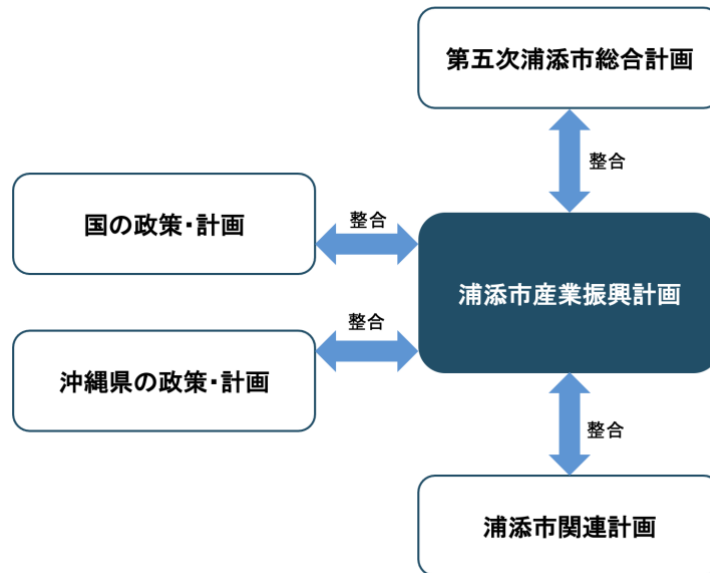 第五次浦添市総合計画
整合
国の政策・計画
整合
浦添市産業振興計画
整合
沖縄県の政策・計画
整合
浦添市関連計画